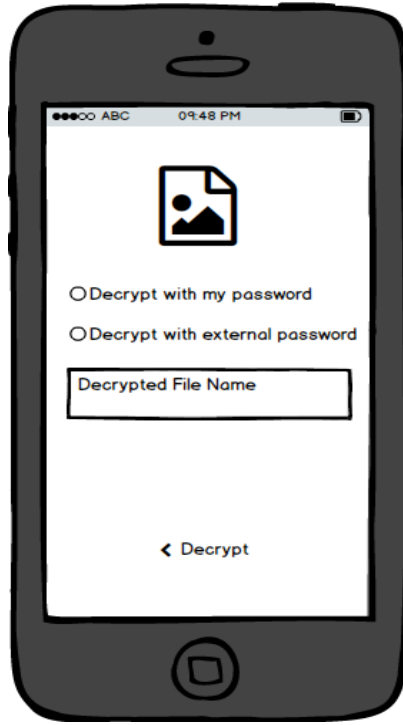 ABC 09:48 PM
Decrypt with my password
Decrypt with external password
Decrypted File Name
Decrypt